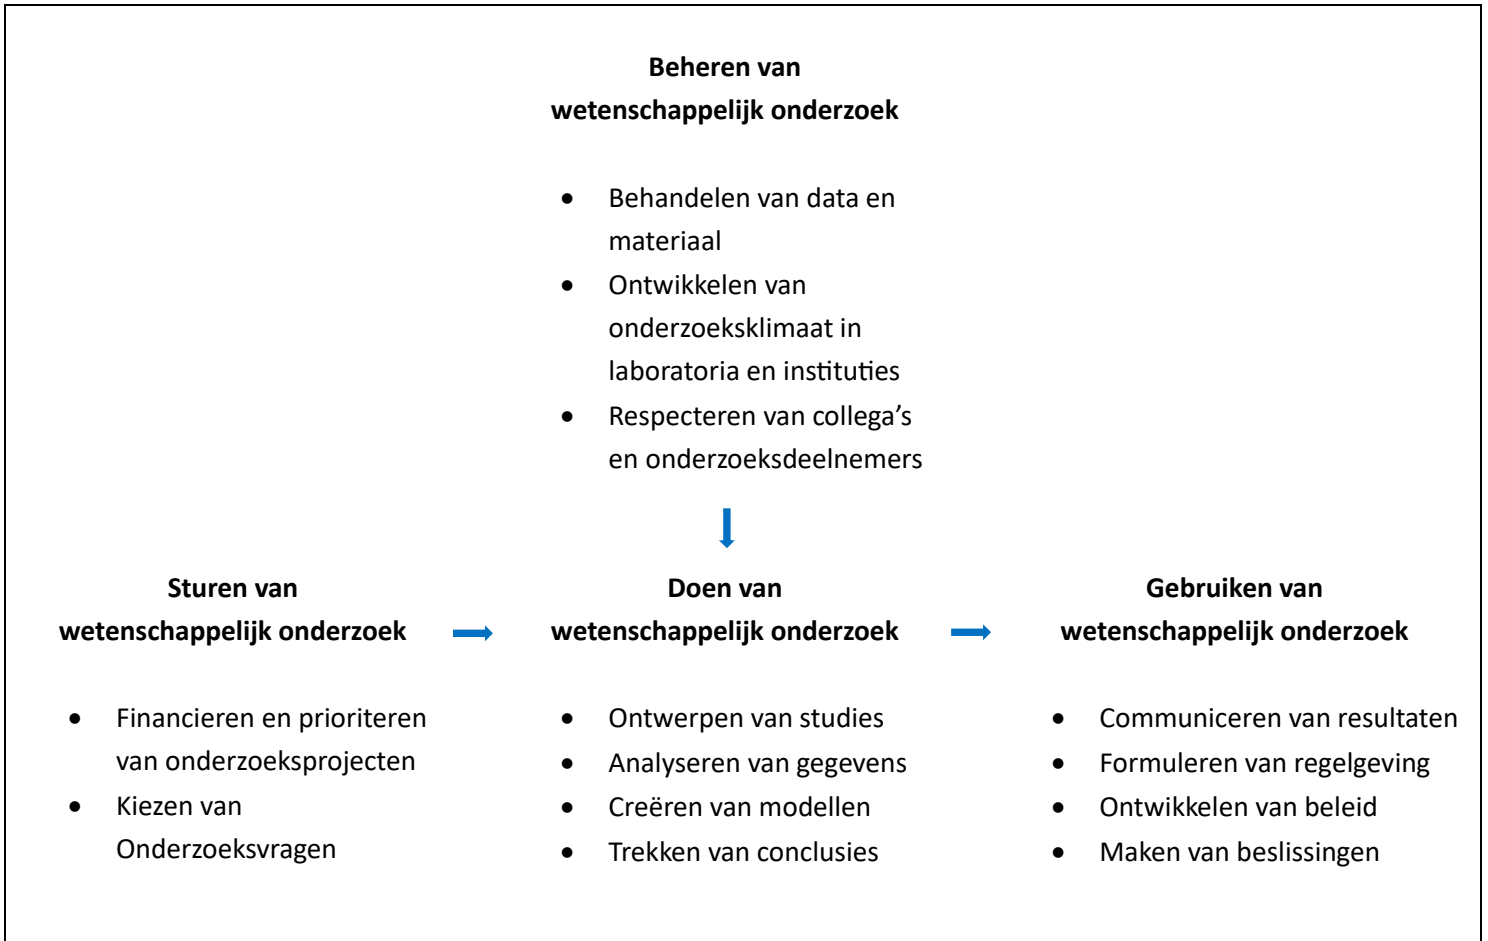 Beheren van
wetenschappelijk onderzoek
• Behandelen van data en
materiaal
• Ontwikkelen van
onderzoeksklimaat in
laboratoria en instituties
• Respecteren van collega’s
en onderzoeksdeelnemers
Sturen van
wetenschappelijk onderzoek
• Financieren en prioriteren
van onderzoeksprojecten
• Kiezen van
Onderzoeksvragen
Doen van
wetenschappelijk onderzoek
• Ontwerpen van studies
• Analyseren van gegevens
• Creëren van modellen
• Trekken van conclusies
Gebruiken van
wetenschappelijk onderzoek
• Communiceren van resultaten
• Formuleren van regelgeving
• Ontwikkelen van beleid
• Maken van beslissingen